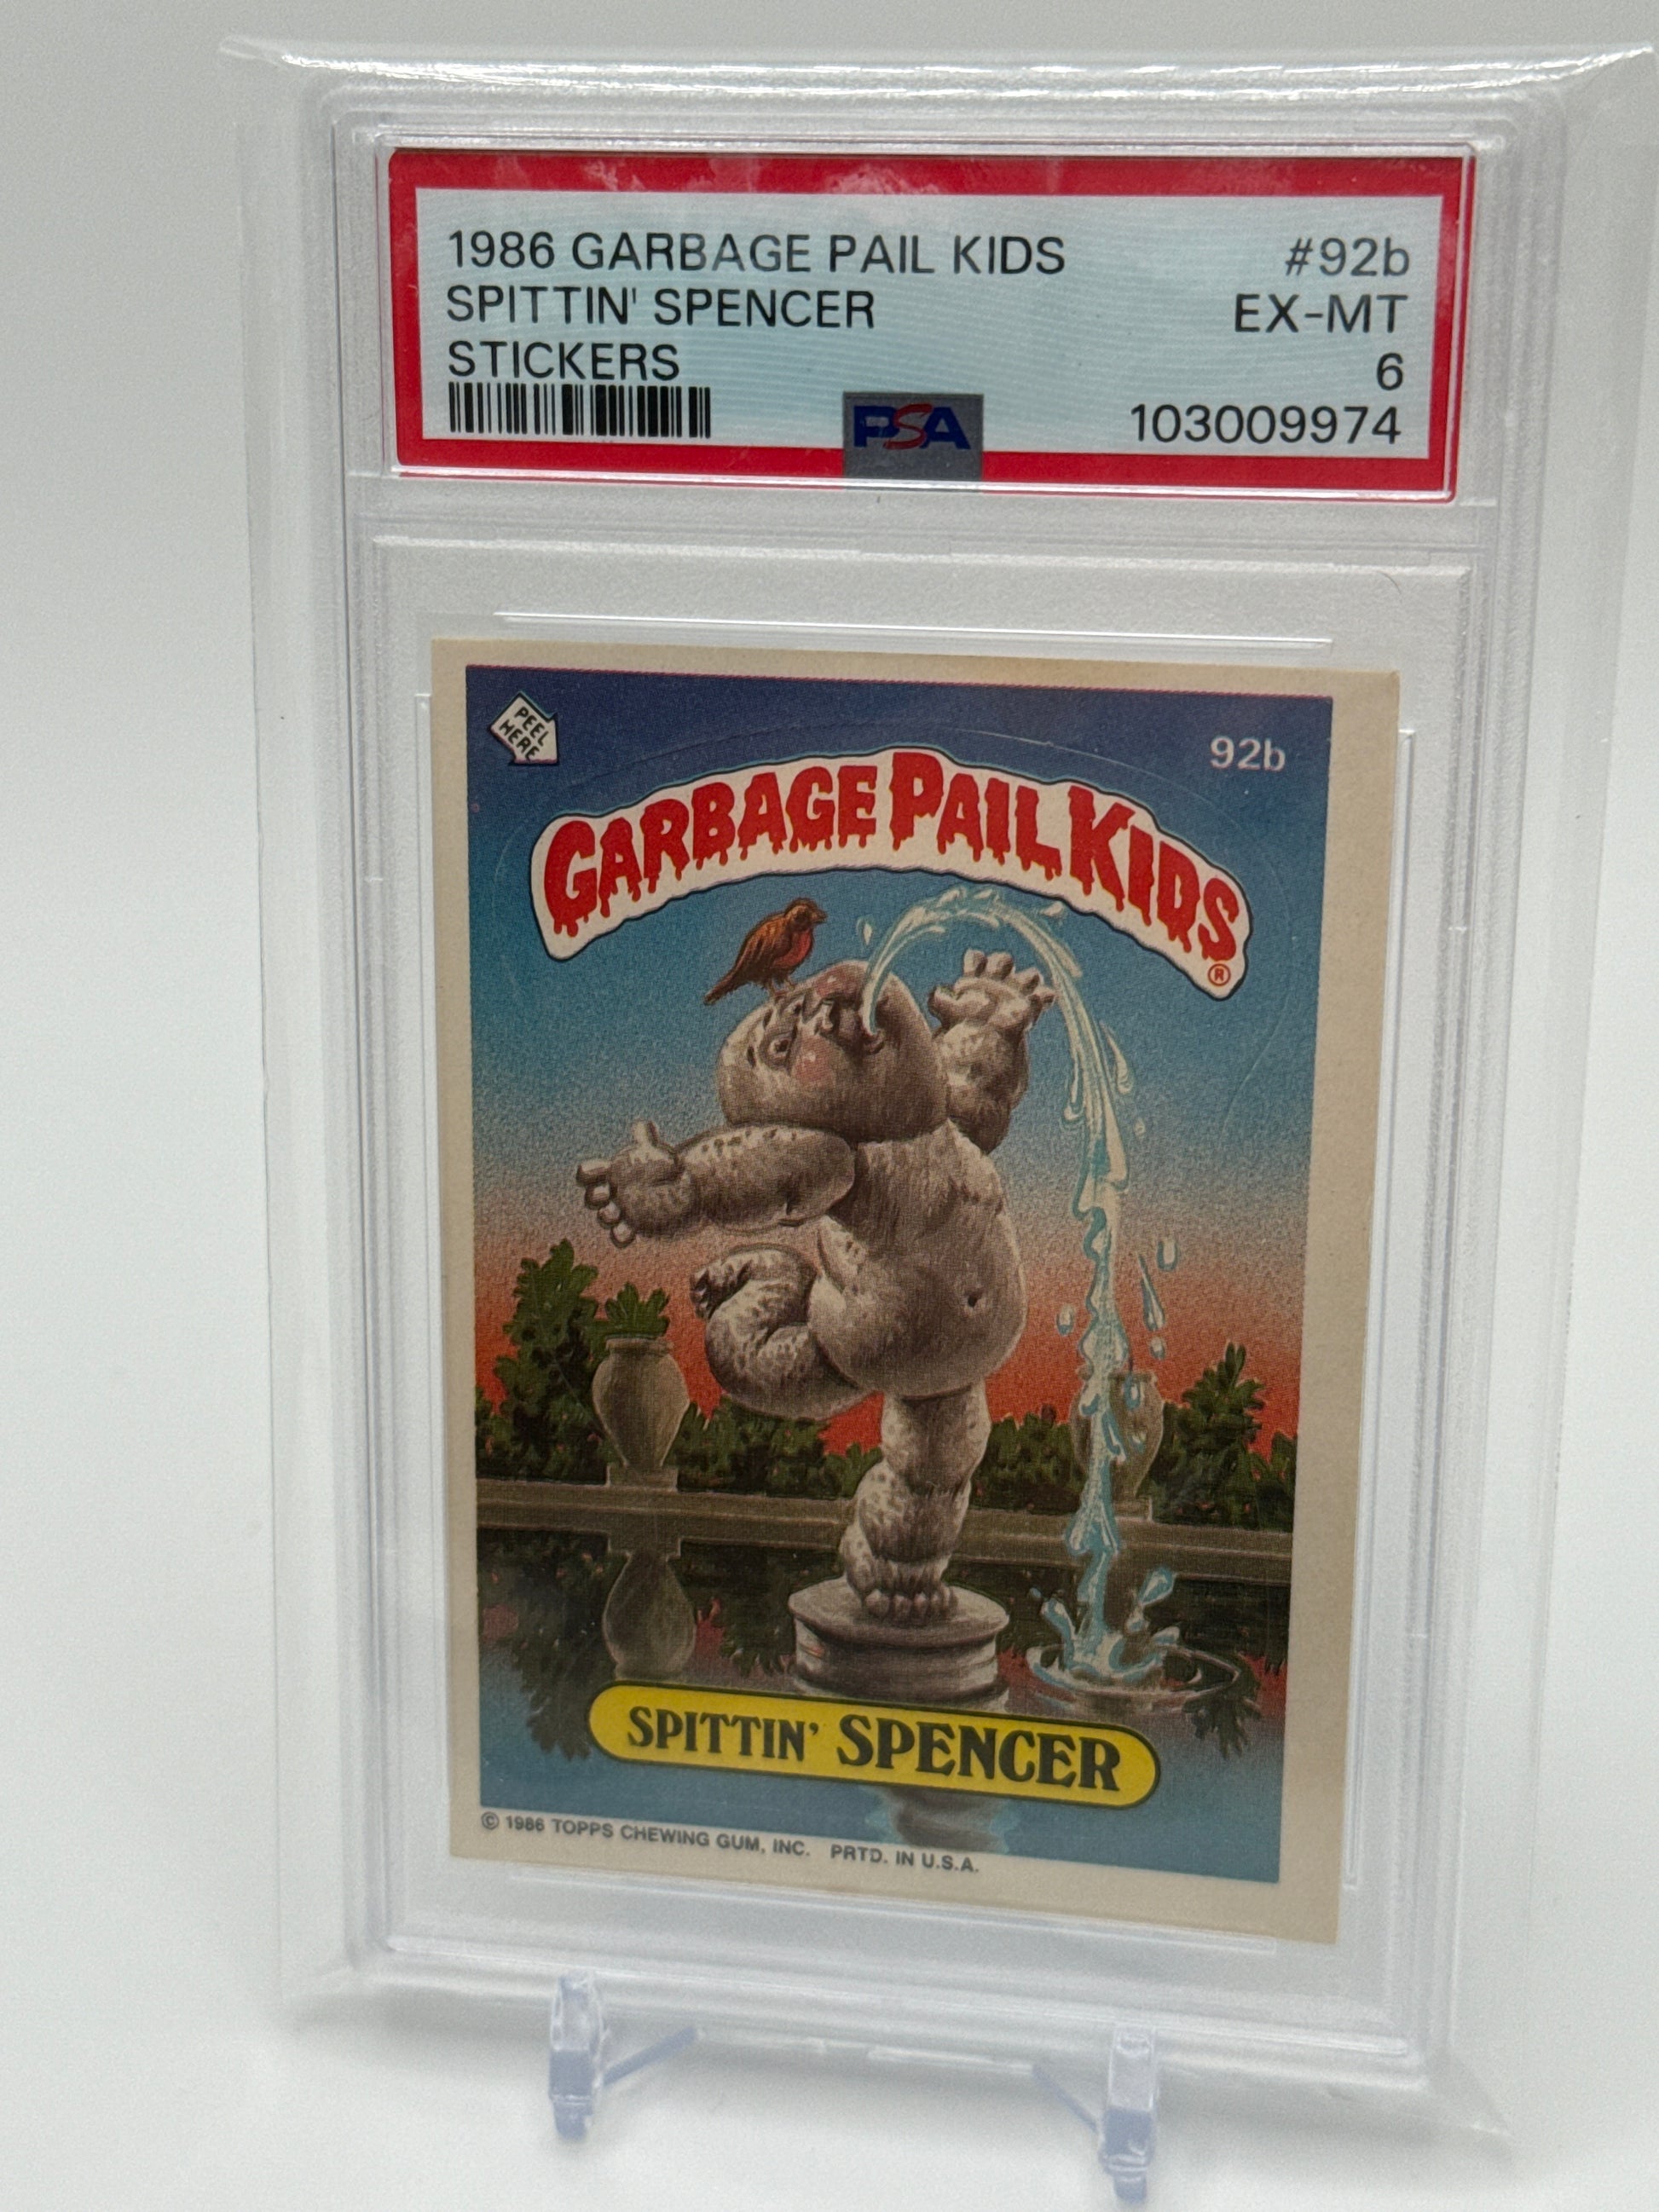 1986 GARBAGE PAIL KIDS #92b
SPITTIN' SPENCER EX-MT
STICKERS 6
PSA 103009974
PEEL
HERE
92b
GARBAGE PAIL KIDS®
SPITTIN' SPENCER
© 1986 TOPPS CHEWING GUM, INC. PRTD. IN U.S.A.